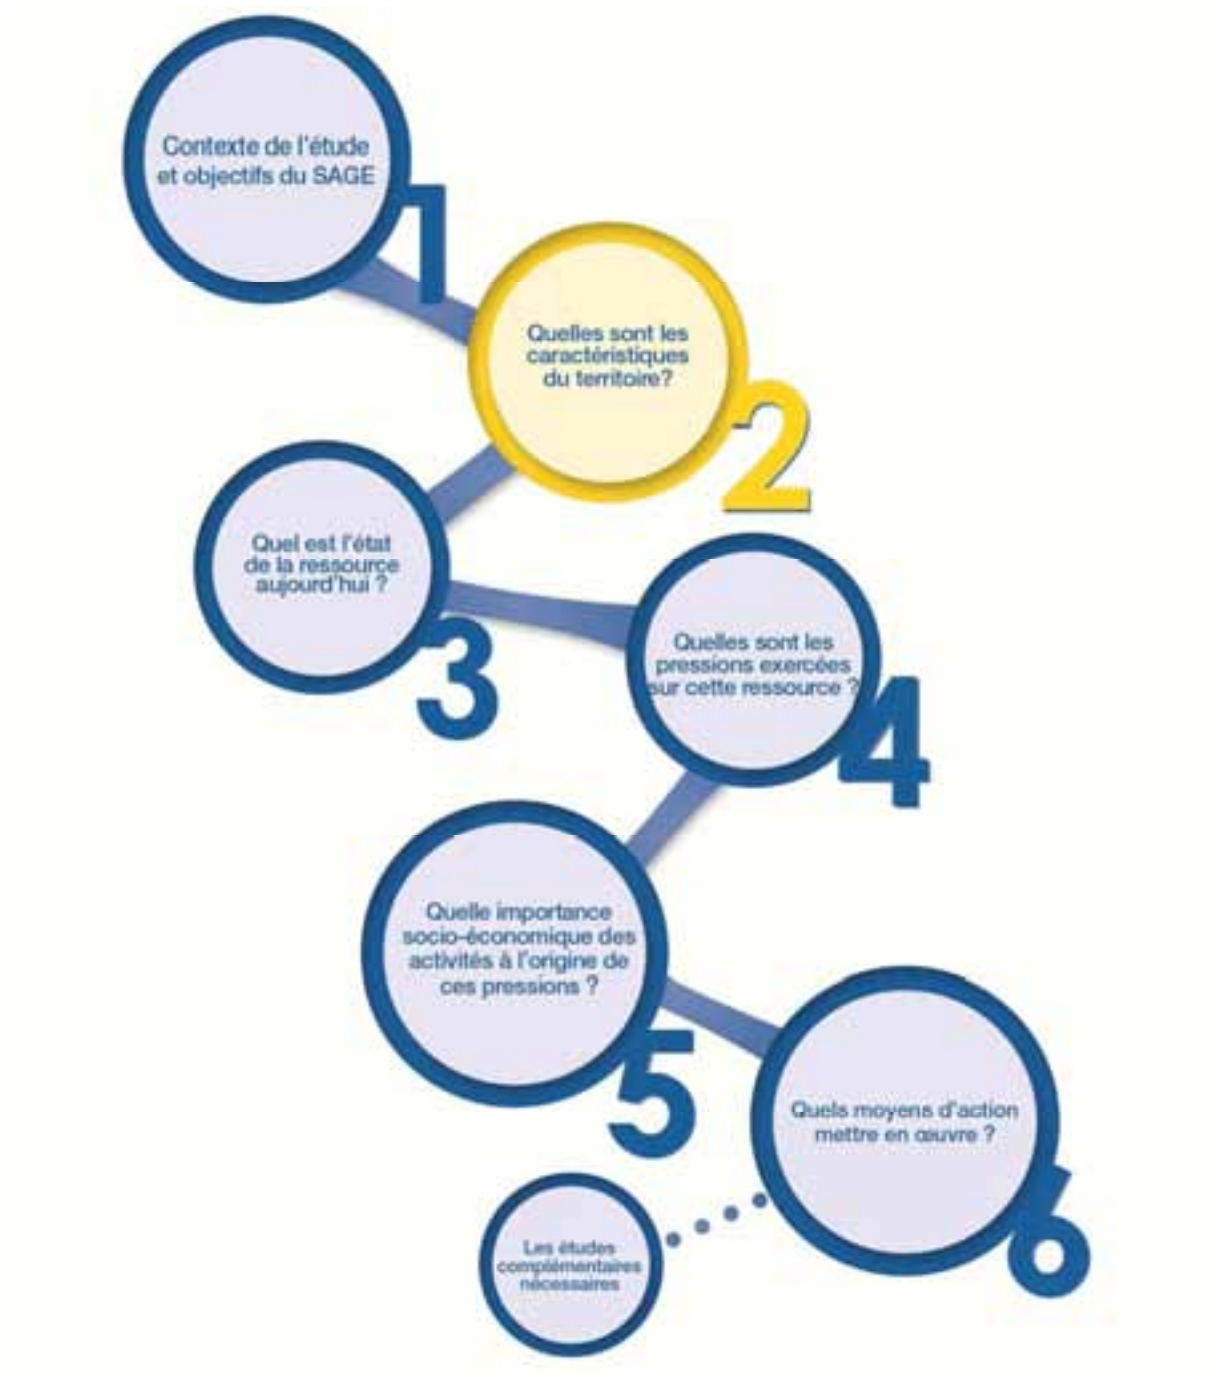 Contexte de l'étude
et objectifs du SAGE
1
Quelles sont les
caractéristiques
du territoire?
2
Quel est l'état
de la ressource
aujourd'hui ?
3
Quelles sont les
pressions exercées
sur cette ressource ?
4
Quelle importance
socio-économique des
activités à l'origine de
ces pressions ?
5
Quels moyens d'action
mettre en œuvre ?
6
Les études
complémentaires
nécessaires